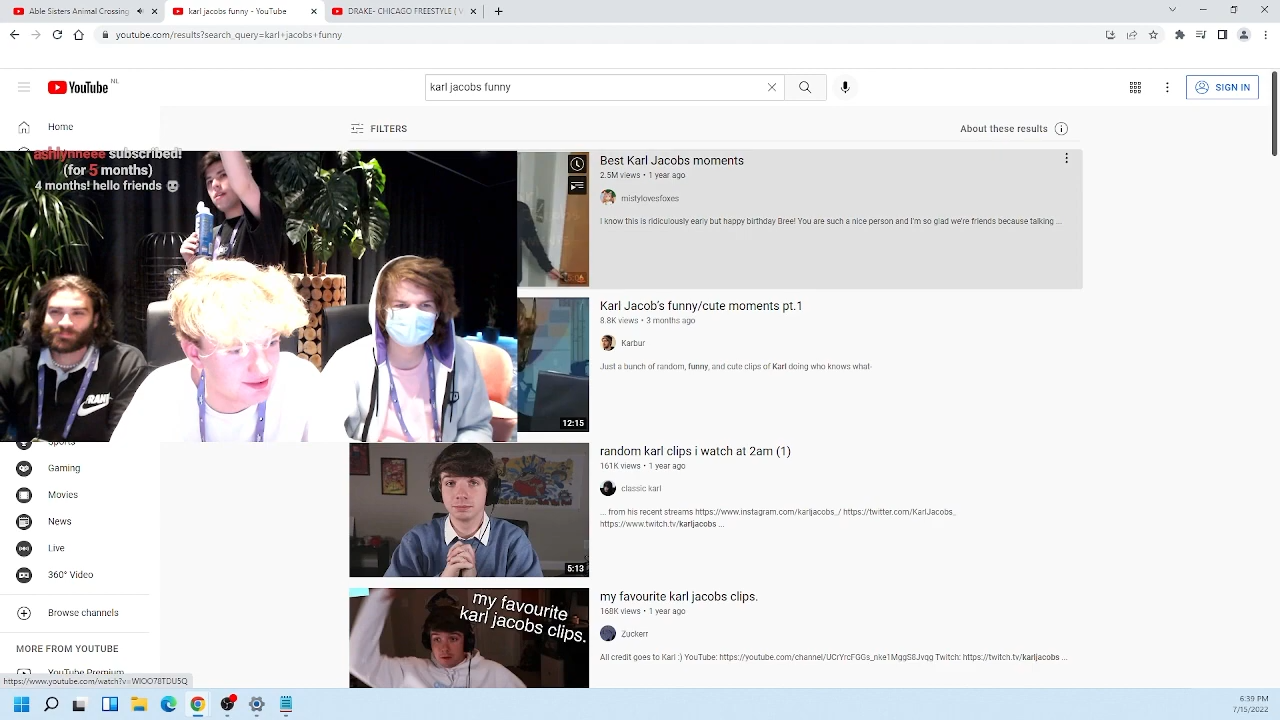 Able Sisters Animal Crossing
karl jacobs funny - YouTube
DRAKE- CHICAGO FREESTYLE (
youtube.com/results?search_query=karl+jacobs+funny
YouTube
NL
karl jacobs funny
SIGN IN
Home
FILTERS
About these results
ashlynneee subscribed!
(for 5 months)
4 months! hello friends
Best Karl Jacobs moments
2.5M views • 1 year ago
mistylovesfoxes
I know this is ridiculously early but happy birthday Bree! You are such a nice person and I'm so glad we're friends because talking ...
Karl Jacob's funny/cute moments pt.1
8.8K views • 3 months ago
Karbur
Just a bunch of random, funny, and cute clips of Karl doing who knows what-
12:15
Sports
Gaming
Movies
News
Live
360° Video
Browse channels
MORE FROM YOUTUBE
YouTube Premium
random karl clips i watch at 2am (1)
161K views • 1 year ago
classic karl
... from his recent streams https://www.instagram.com/karljacobs_/ https://twitter.com/KarlJacobs_
https://www.twitch.tv/karljacobs ...
5:13
my favourite
karl jacobs clips.
my favourite karl jacobs clips.
168K views • 1 year ago
Zuckerr
All credit goes to Karl :) YouTube: https://youtube.com/channel/UCrYrcFGGs_nke1MggS8Jvqg Twitch: https://twitch.tv/karljacobs ...
https://www.youtube.com/watch?v=WIOO78TDU5Q
6:39 PM
7/15/2022